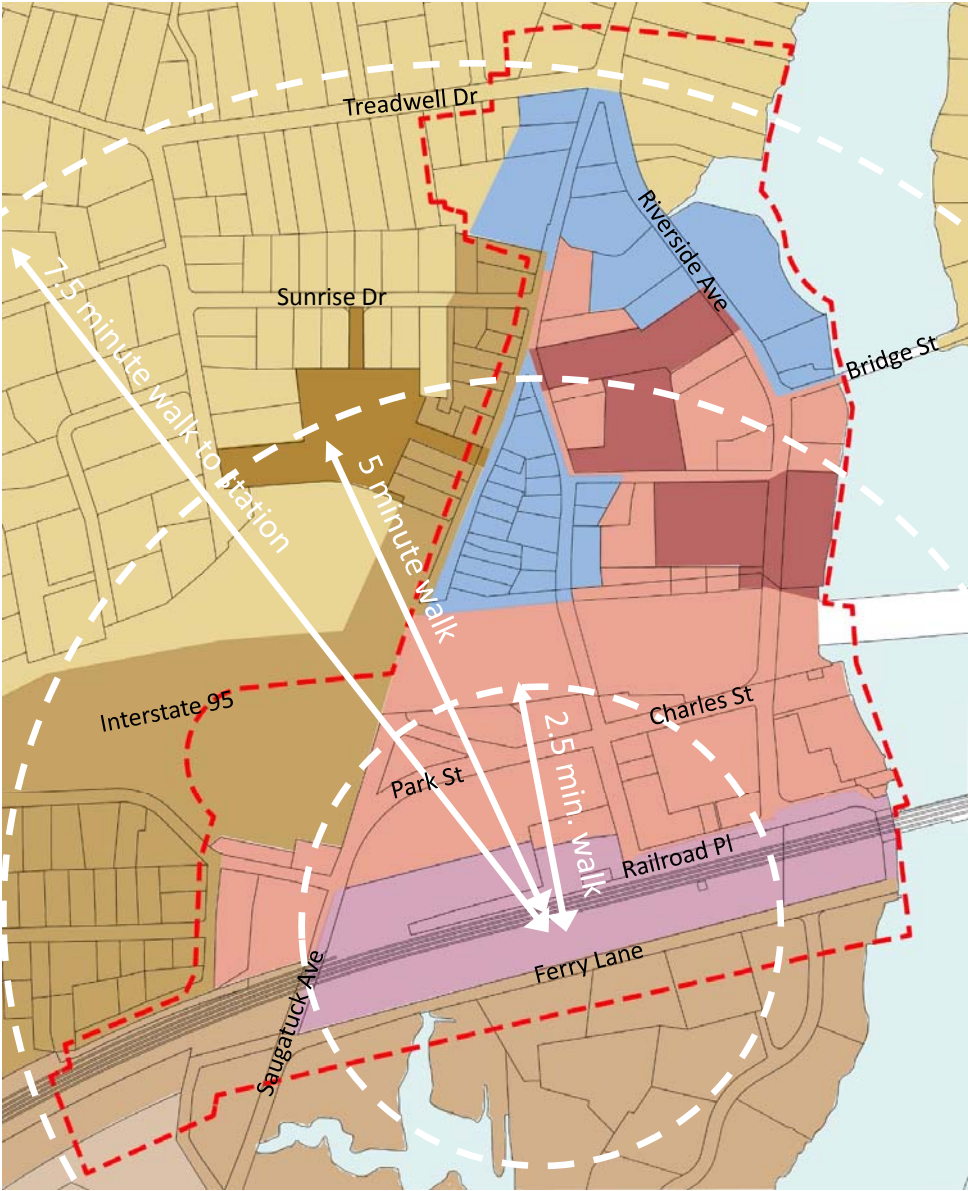 Treadwell Dr
Riverside Ave
Sunrise Dr
Bridge St
7.5 minute walk to station
5 minute walk
Interstate 95
2.5 min. walk
Charles St
Park St
Railroad Pl
Ferry Lane
Saugatuck Ave